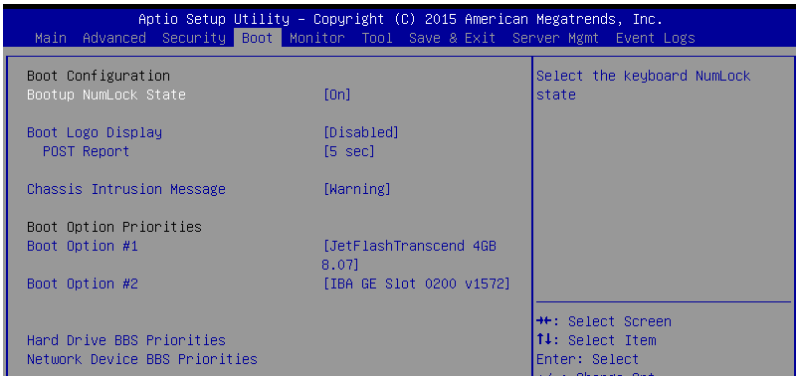 Aptio Setup Utility – Copyright (C) 2015 American Megatrends, Inc.
Main Advanced Security Boot Monitor Tool Save & Exit Server Mgmt Event Logs
Boot Configuration
Bootup NumLock State [On]
Boot Logo Display [Disabled]
POST Report [5 sec]
Chassis Intrusion Message [Warning]
Boot Option Priorities
Boot Option #1 [JetFlashTranscend 4GB
8.07]
Boot Option #2 [IBA GE Slot 0200 v1572]
Hard Drive BBS Priorities
Network Device BBS Priorities
Select the keyboard NumLock
state
→←: Select Screen
↑↓: Select Item
Enter: Select
+/-: Change Opt.